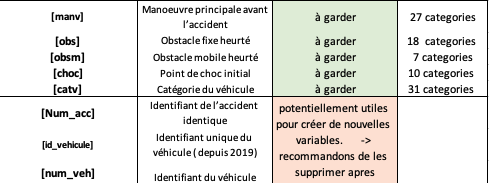 [manv] Manoeuvre principale avant l'accident à garder 27 categories
[obs] Obstacle fixe heurté à garder 18 categories
[obsm] Obstacle mobile heurté à garder 7 categories
[choc] Point de choc initial à garder 10 categories
[catv] Catégorie du véhicule à garder 31 categories
[Num_acc] Identifiant de l'accident identique
[id_vehicule] Identifiant unique du véhicule ( depuis 2019)
[num_veh] Identifiant du véhicule
potentiellement utiles
pour créer de nouvelles
variables. ->
recommandons de les
supprimer apres